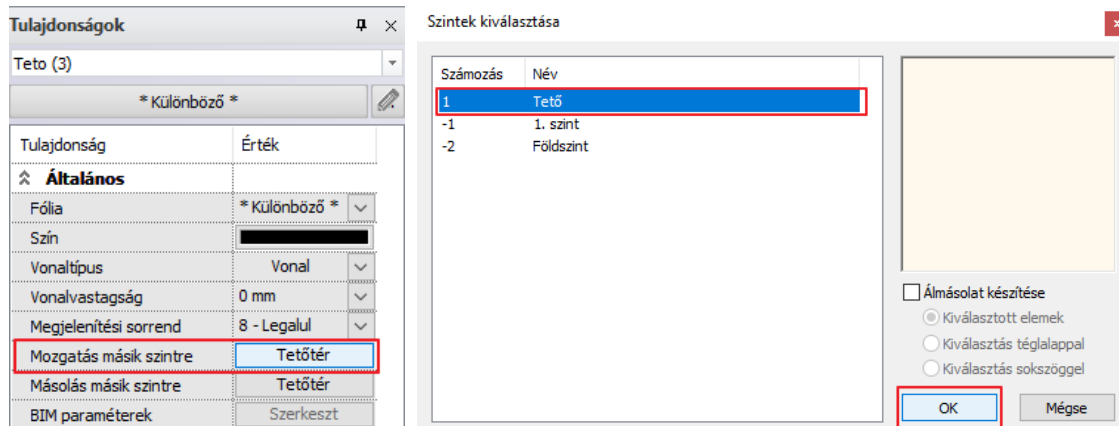 Tulajdonságok
Teto (3)
* Különböző *
Tulajdonság Érték
Általános
Fólia * Különböző *
Szín
Vonaltípus Vonal
Vonalvastagság 0 mm
Megjelenítési sorrend 8 - Legalul
Mozgatás másik szintre Tetőtér
Másolás másik szintre Tetőtér
BIM paraméterek Szerkeszt
Szintek kiválasztása
Számozás Név
1 Tető
-1 1. szint
-2 Földszint
Álmásolat készítése
Kiválasztott elemek
Kiválasztás téglalappal
Kiválasztás sokszöggel
OK Mégse